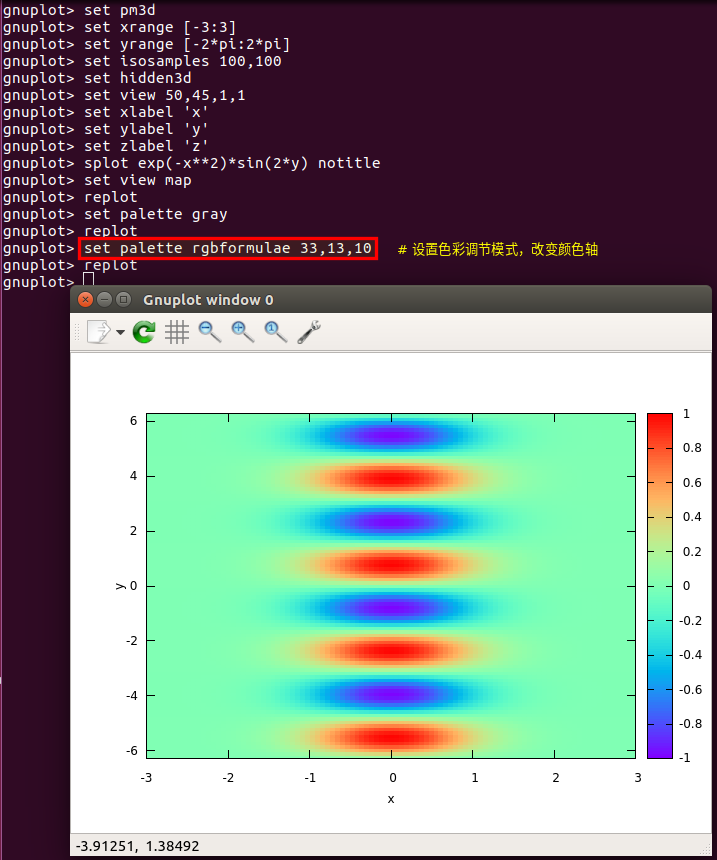 gnuplot> set pm3d
gnuplot> set xrange [-3:3]
gnuplot> set yrange [-2*pi:2*pi]
gnuplot> set isosamples 100,100
gnuplot> set hidden3d
gnuplot> set view 50,45,1,1
gnuplot> set xlabel 'x'
gnuplot> set ylabel 'y'
gnuplot> set zlabel 'z'
gnuplot> splot exp(-x**2)*sin(2*y) notitle
gnuplot> set view map
gnuplot> replot
gnuplot> set palette gray
gnuplot> replot
gnuplot> set palette rgbformulae 33,13,10 # 设置色彩调节模式，改变颜色轴
gnuplot> replot
gnuplot>
Gnuplot window 0
6
4
2
0
-2
-4
-6
y
-3 -2 -1 0 1 2 3
x
1
0.8
0.6
0.4
0.2
0
-0.2
-0.4
-0.6
-0.8
-1
-3.91251, 1.38492